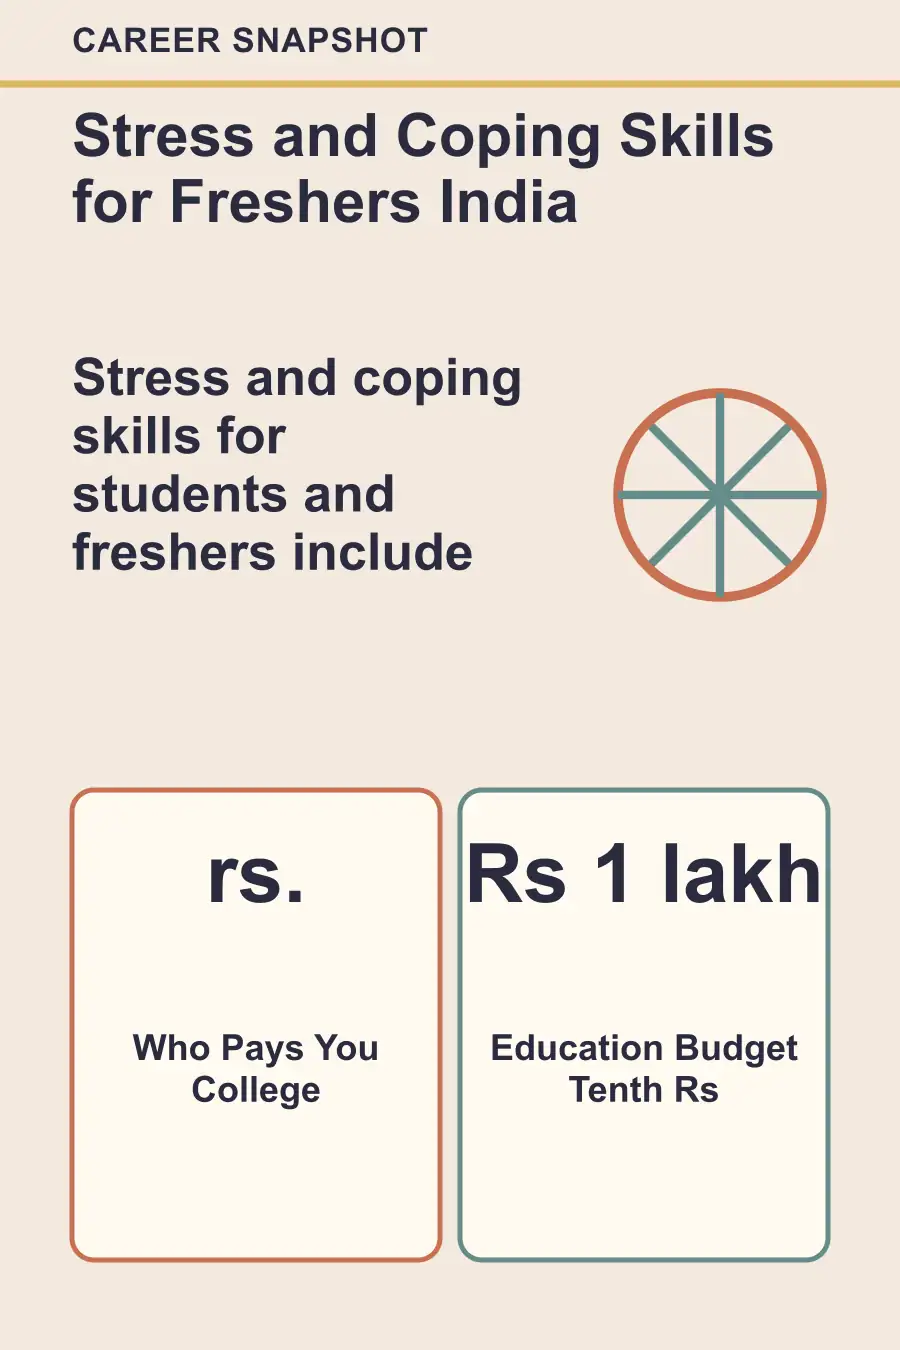 CAREER SNAPSHOT
Stress and Coping Skills
for Freshers India
Stress and coping
skills for
students and
freshers include
rs.
Who Pays You
College
Rs 1 lakh
Education Budget
Tenth Rs